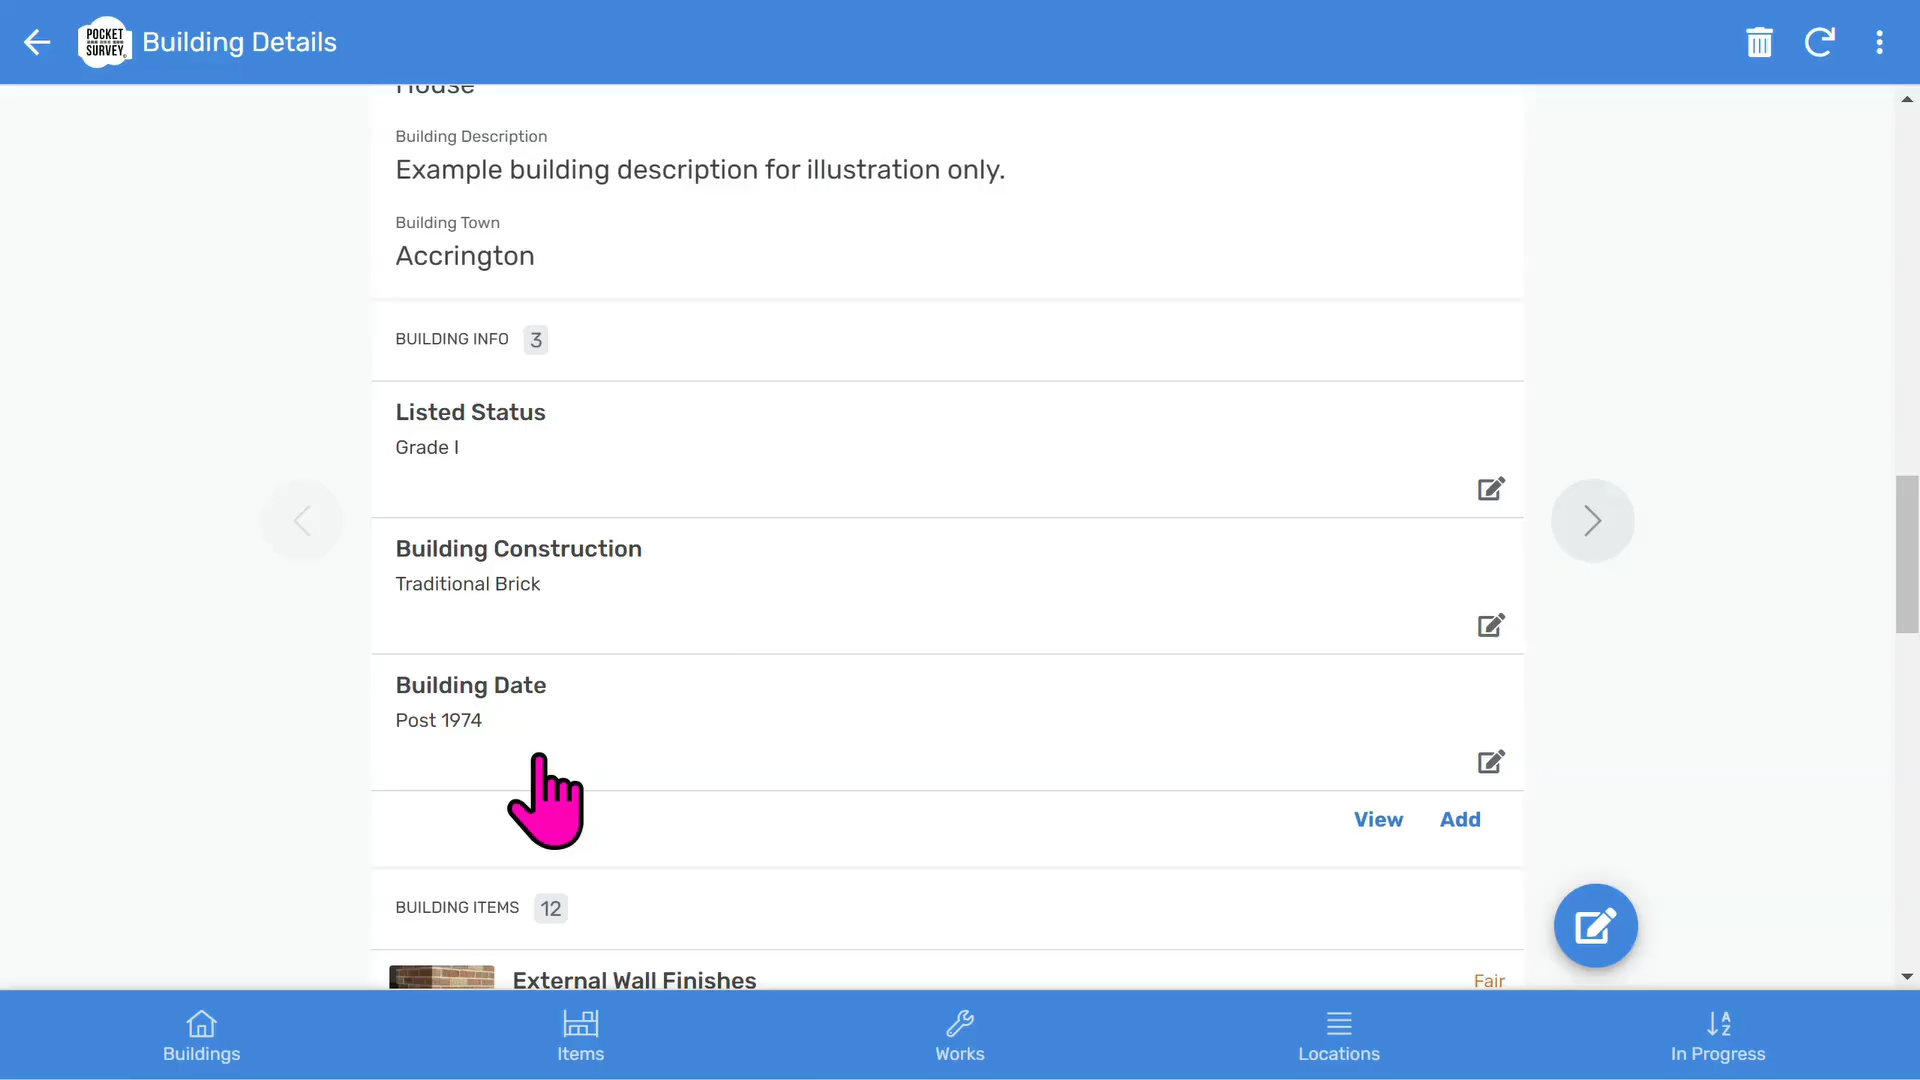 POCKET
SURVEY
Building Details
House
Building Description
Example building description for illustration only.
Building Town
Accrington
BUILDING INFO 3
Listed Status
Grade I
Building Construction
Traditional Brick
Building Date
Post 1974
View Add
BUILDING ITEMS 12
External Wall Finishes Fair
Buildings Items Works Locations In Progress